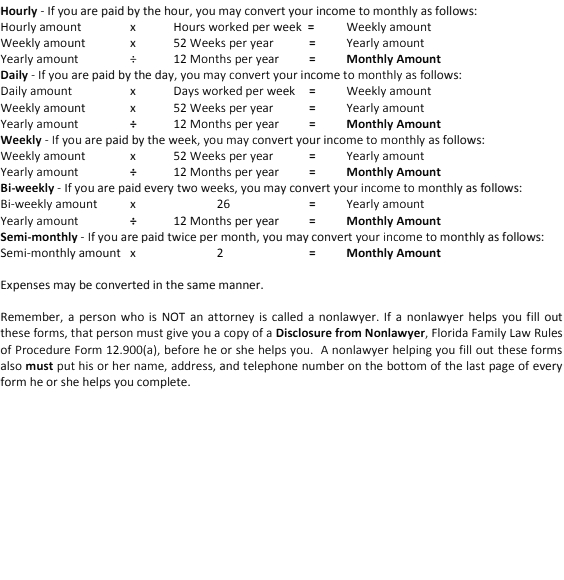 Hourly - If you are paid by the hour, you may convert your income to monthly as follows:
Hourly amount x Hours worked per week = Weekly amount
Weekly amount x 52 Weeks per year = Yearly amount
Yearly amount ÷ 12 Months per year = Monthly Amount
Daily - If you are paid by the day, you may convert your income to monthly as follows:
Daily amount x Days worked per week = Weekly amount
Weekly amount x 52 Weeks per year = Yearly amount
Yearly amount ÷ 12 Months per year = Monthly Amount
Weekly - If you are paid by the week, you may convert your income to monthly as follows:
Weekly amount x 52 Weeks per year = Yearly amount
Yearly amount ÷ 12 Months per year = Monthly Amount
Bi-weekly - If you are paid every two weeks, you may convert your income to monthly as follows:
Bi-weekly amount x 26 = Yearly amount
Yearly amount ÷ 12 Months per year = Monthly Amount
Semi-monthly - If you are paid twice per month, you may convert your income to monthly as follows:
Semi-monthly amount x 2 = Monthly Amount
Expenses may be converted in the same manner.
Remember, a person who is NOT an attorney is called a nonlawyer. If a nonlawyer helps you fill out
these forms, that person must give you a copy of a Disclosure from Nonlawyer, Florida Family Law Rules
of Procedure Form 12.900(a), before he or she helps you. A nonlawyer helping you fill out these forms
also must put his or her name, address, and telephone number on the bottom of the last page of every
form he or she helps you complete.